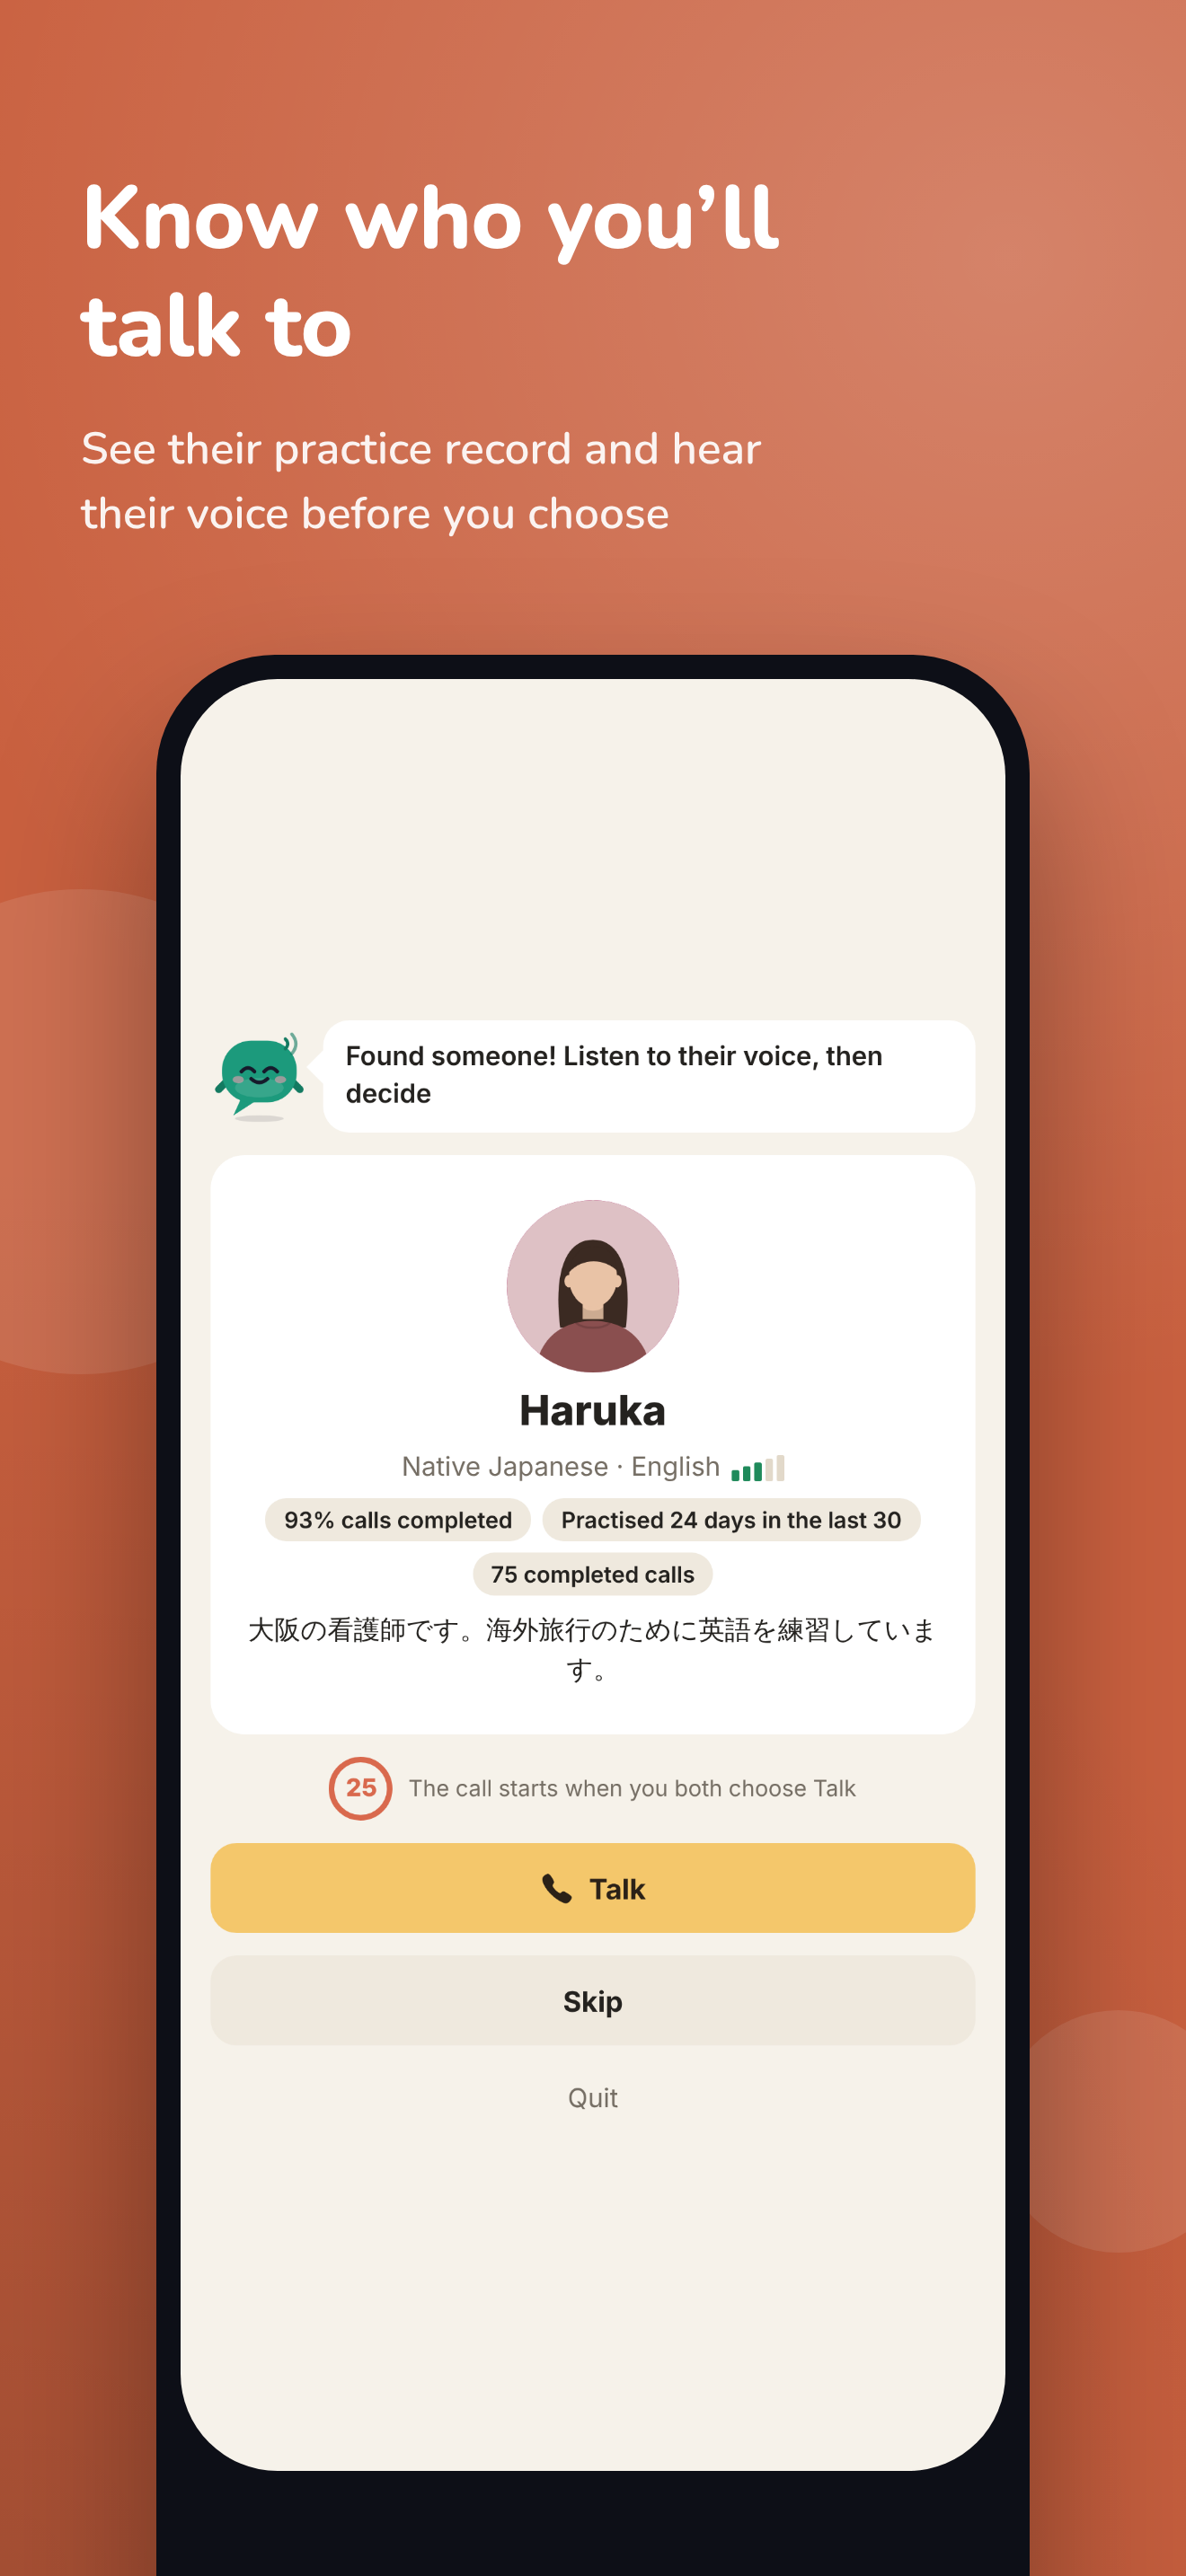 Know who you’ll
talk to
See their practice record and hear
their voice before you choose
Found someone! Listen to their voice, then
decide
Haruka
Native Japanese · English
93% calls completed
Practised 24 days in the last 30
75 completed calls
大阪の看護師です。海外旅行のために英語を練習していま
す。
25
The call starts when you both choose Talk
Talk
Skip
Quit